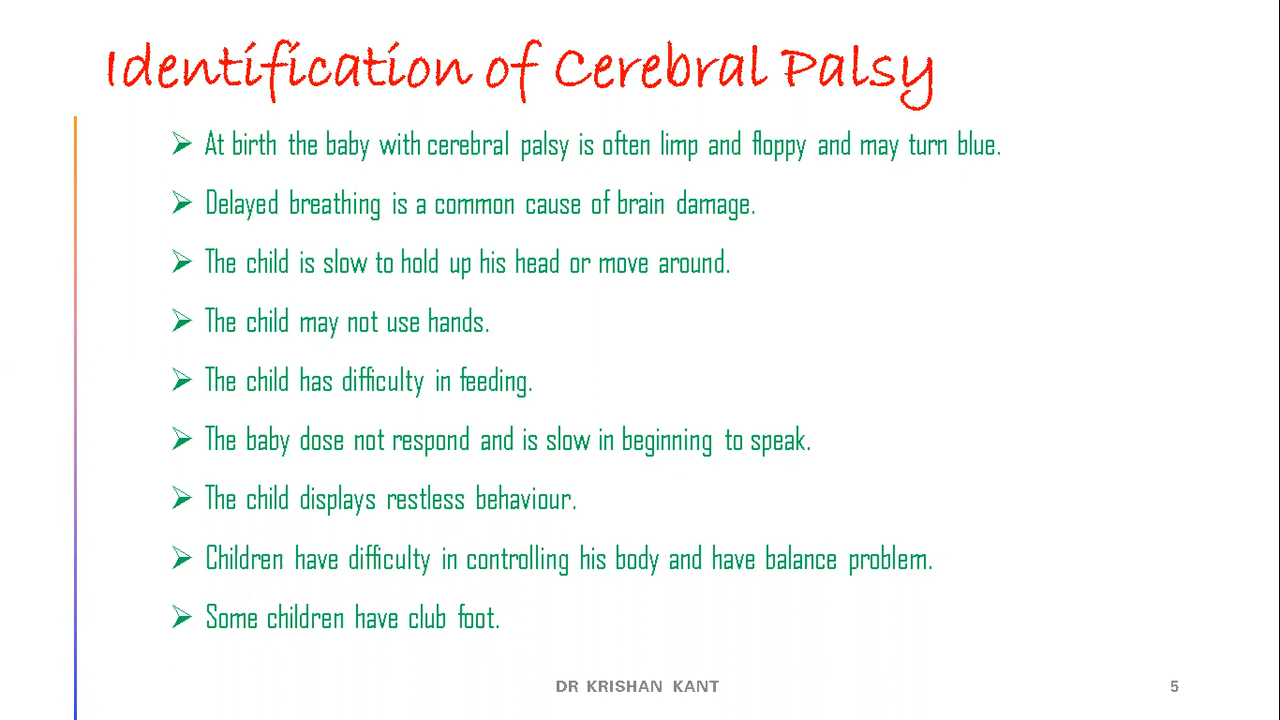 Identification of Cerebral Palsy
➢ At birth the baby with cerebral palsy is often limp and floppy and may turn blue.
➢ Delayed breathing is a common cause of brain damage.
➢ The child is slow to hold up his head or move around.
➢ The child may not use hands.
➢ The child has difficulty in feeding.
➢ The baby dose not respond and is slow in beginning to speak.
➢ The child displays restless behaviour.
➢ Children have difficulty in controlling his body and have balance problem.
➢ Some children have club foot.
DR KRISHAN KANT
5